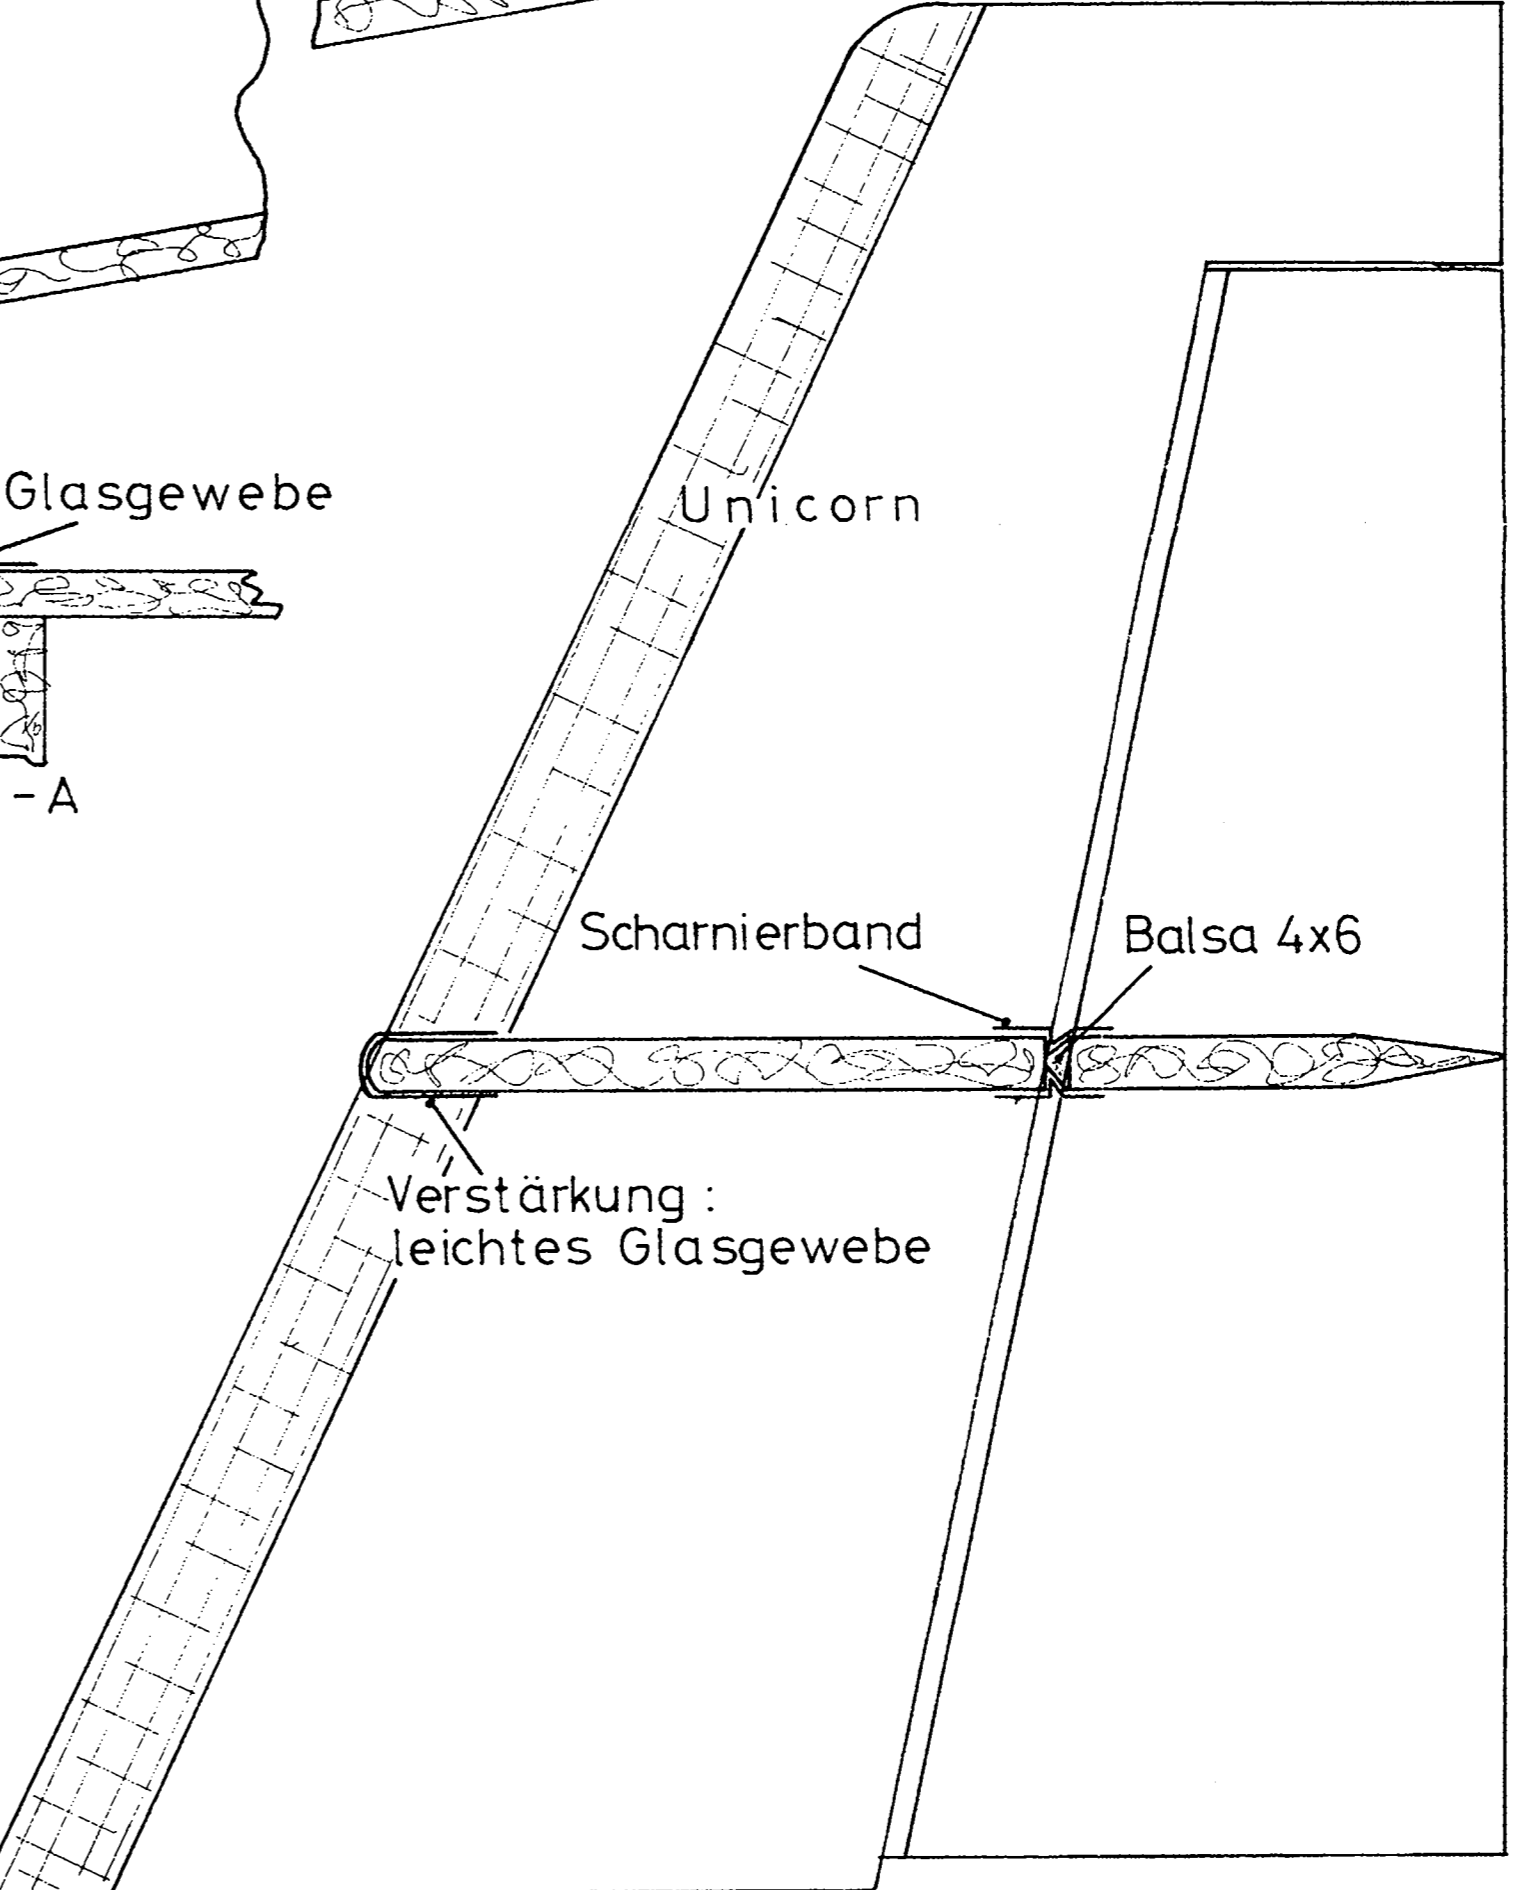 Glasgewebe
Unicorn
-A
Scharnierband
Balsa 4x6
Verstärkung :
leichtes Glasgewebe